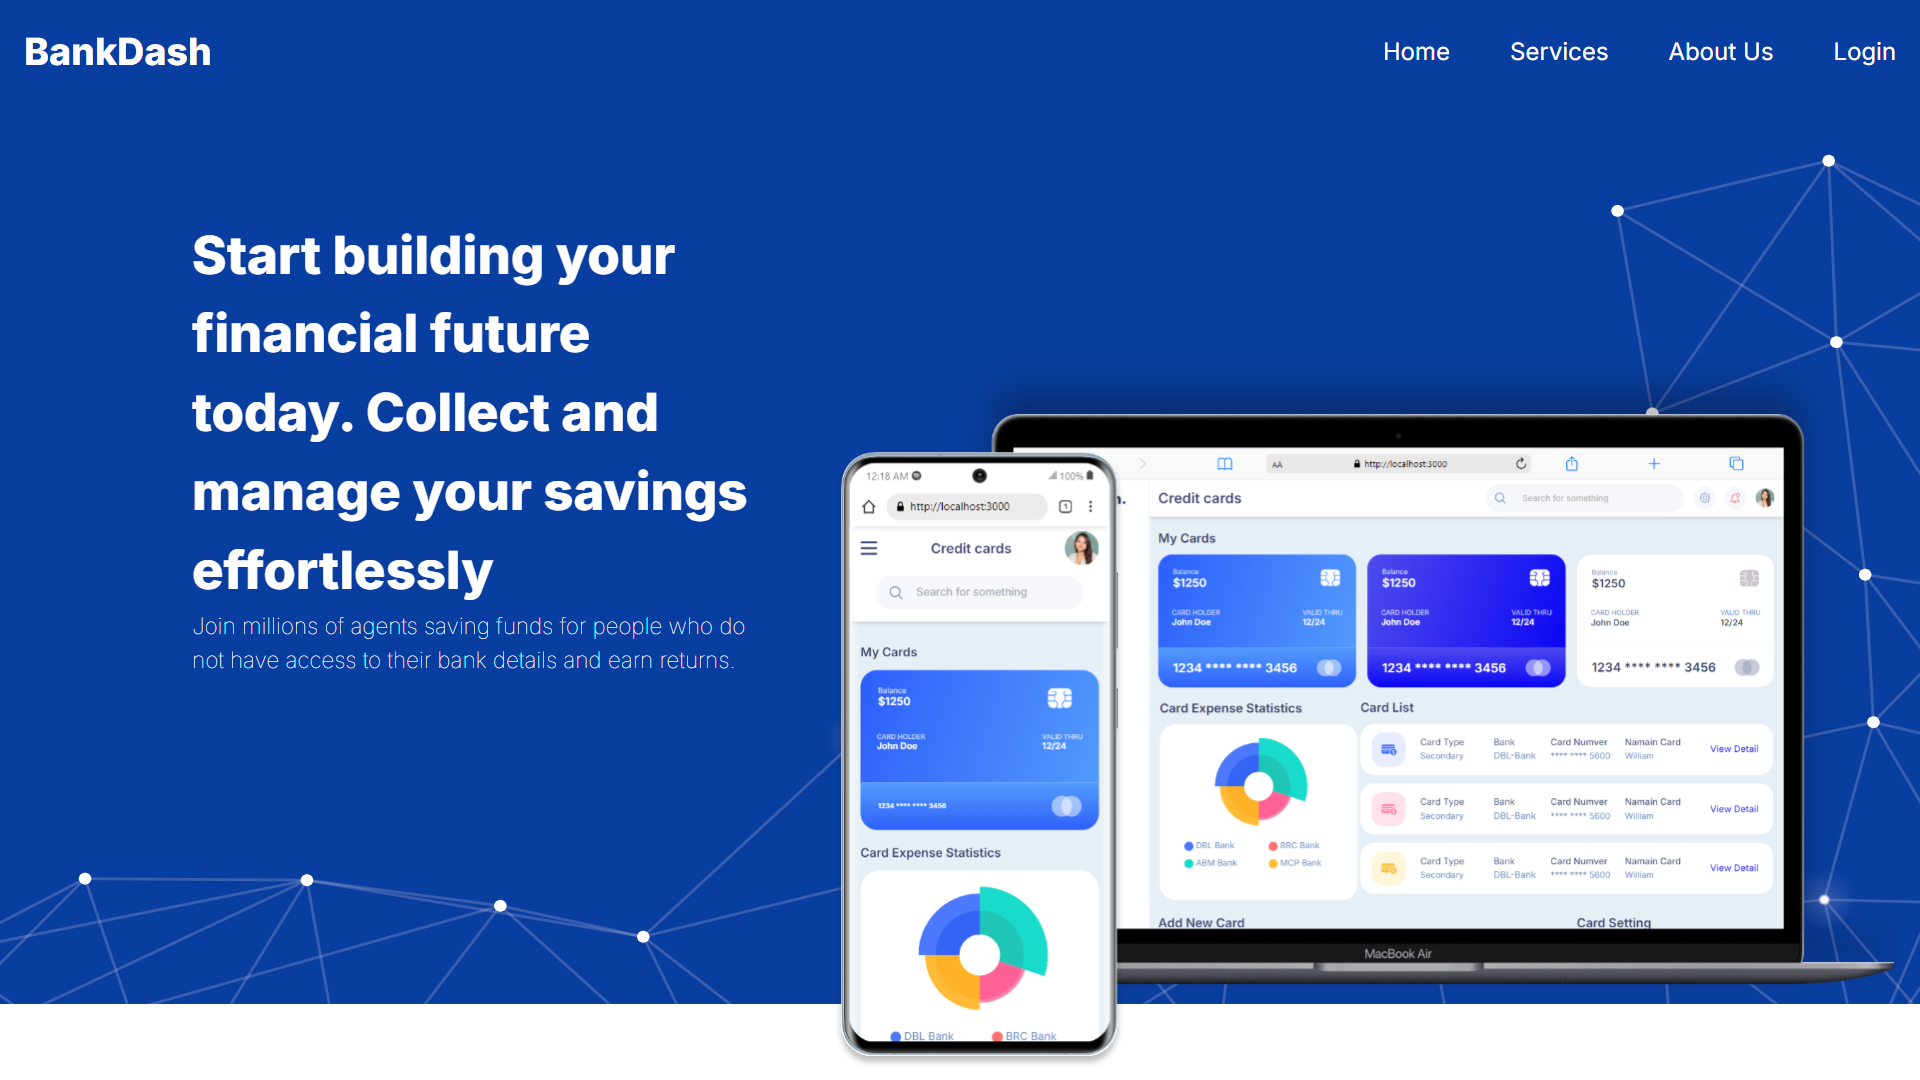 BankDash
Home Services About Us Login
Start building your
financial future
today. Collect and
manage your savings
effortlessly
Join millions of agents saving funds for people who do
not have access to their bank details and earn returns.
12:18 AM 100%
http://localhost:3000 1
Credit cards
Search for something
My Cards
Balance
$1250
CARD HOLDER VALID THRU
John Doe 12/24
1234 **** **** 3456
Card Expense Statistics
DBL Bank BRC Bank
AA http://localhost:3000
Credit cards Search for something
My Cards
Balance
$1250
CARD HOLDER VALID THRU
John Doe 12/24
1234 **** **** 3456
Balance
$1250
CARD HOLDER VALID THRU
John Doe 12/24
1234 **** **** 3456
Balance
$1250
CARD HOLDER VALID THRU
John Doe 12/24
1234 **** **** 3456
Card Expense Statistics
DBL Bank BRC Bank
ABM Bank MCP Bank
Card List
Card Type Bank Card Numver Namain Card
Secondary DBL-Bank **** **** 5600 William
View Detail
Card Type Bank Card Numver Namain Card
Secondary DBL-Bank **** **** 5600 William
View Detail
Card Type Bank Card Numver Namain Card
Secondary DBL-Bank **** **** 5600 William
View Detail
Add New Card Card Setting
MacBook Air